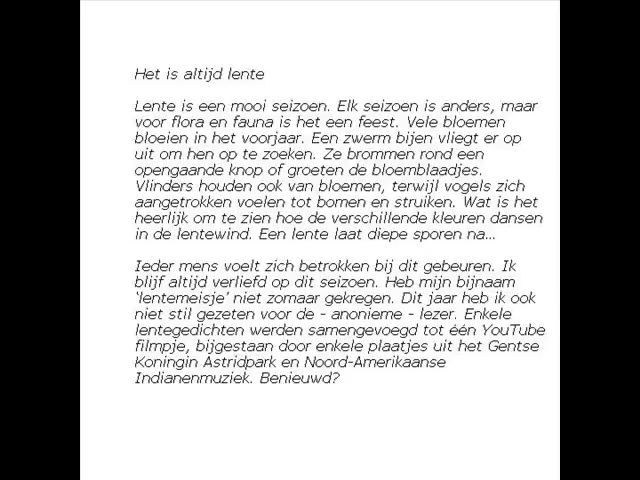 Het is altijd lente
Lente is een mooi seizoen. Elk seizoen is anders, maar
voor flora en fauna is het een feest. Vele bloemen
bloeien in het voorjaar. Een zwerm bijen vliegt er op
uit om hen op te zoeken. Ze brommen rond een
opengaande knop of groeten de bloemblaadjes.
Vlinders houden ook van bloemen, terwijl vogels zich
aangetrokken voelen tot bomen en struiken. Wat is het
heerlijk om te zien hoe de verschillende kleuren dansen
in de lentewind. Een lente laat diepe sporen na...
Ieder mens voelt zich betrokken bij dit gebeuren. Ik
blijf altijd verliefd op dit seizoen. Heb mijn bijnaam
‘lentemeisje’ niet zomaar gekregen. Dit jaar heb ik ook
niet stil gezeten voor de - anonieme - lezer. Enkele
lentegedichten werden samengevoegd tot één YouTube
filmpje, bijgestaan door enkele plaatjes uit het Gentse
Koningin Astridpark en Noord-Amerikaanse
Indianenmuziek. Benieuwd?